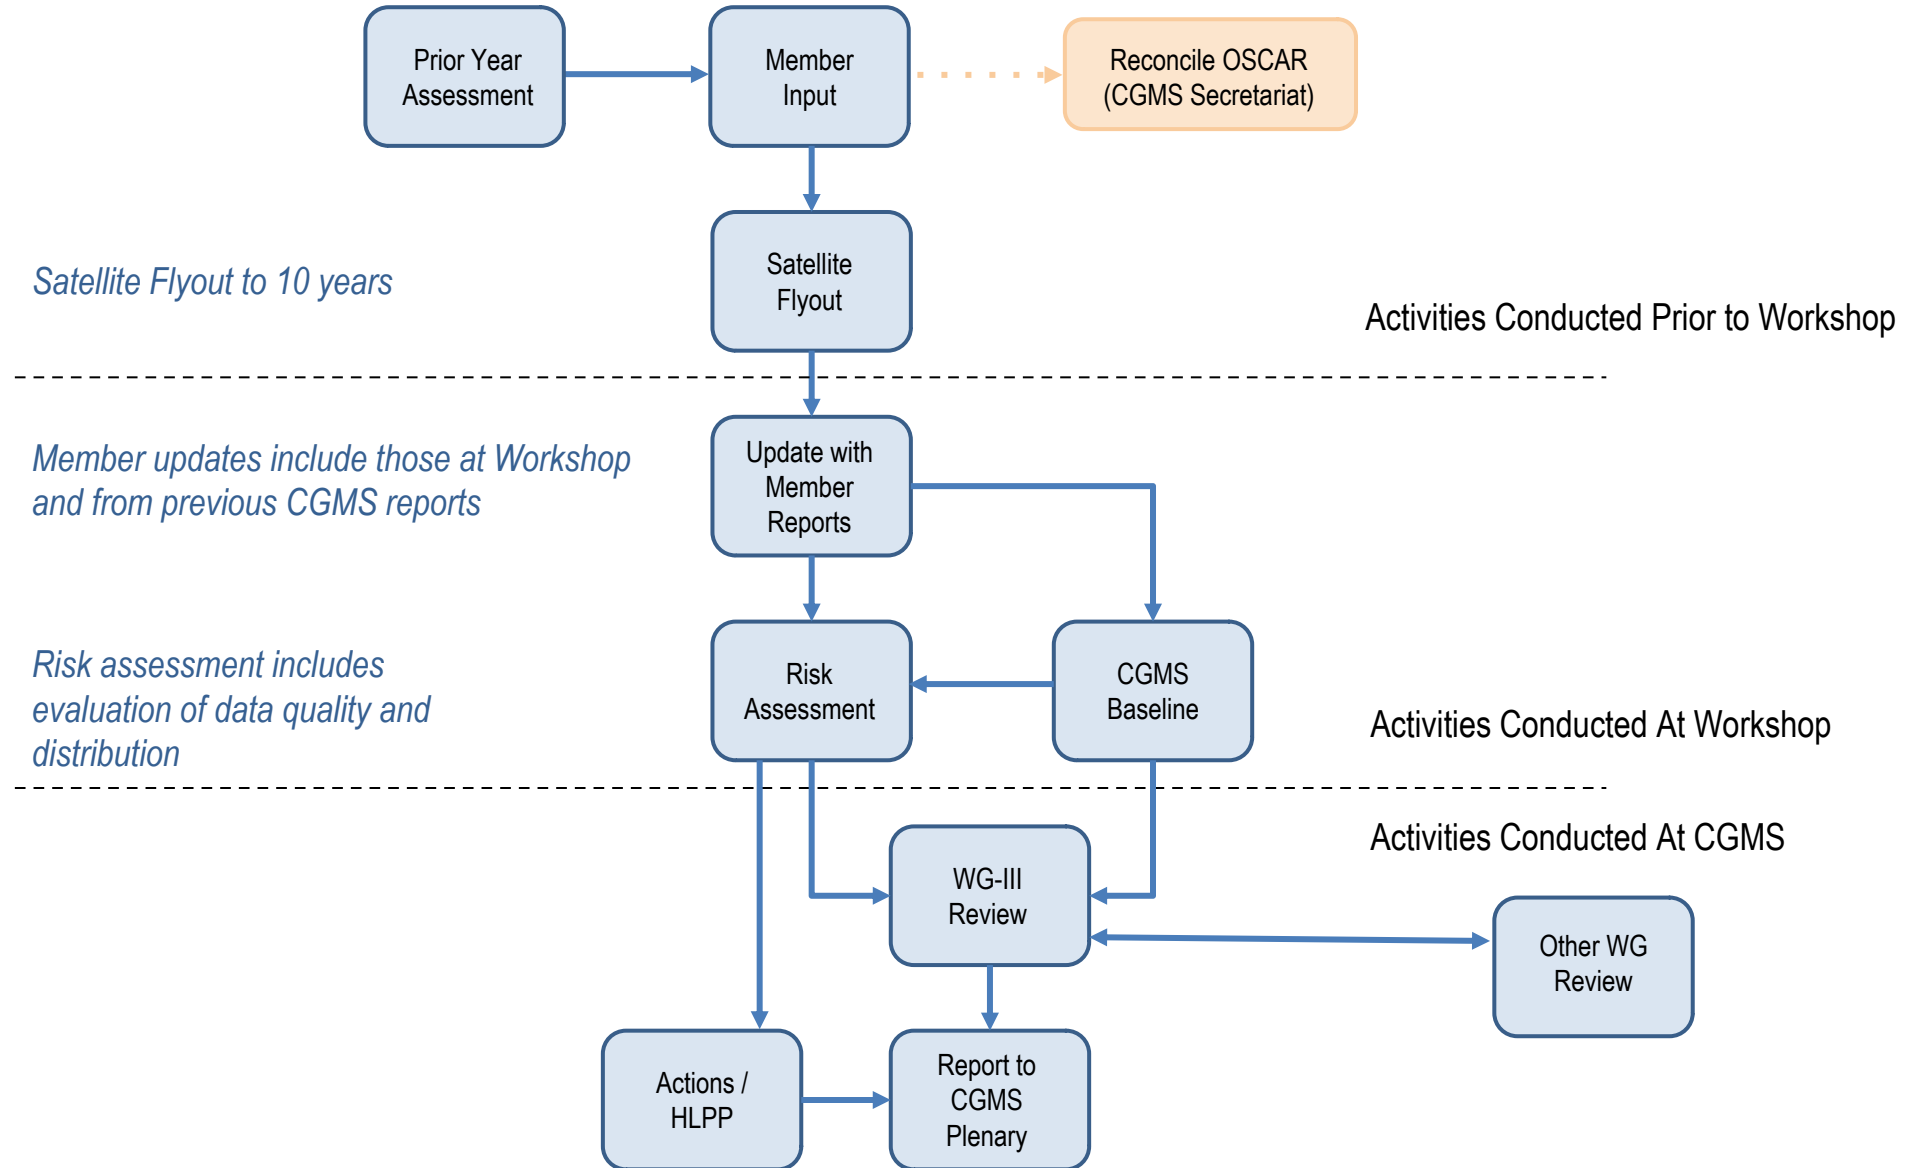 Prior Year
Assessment
Member
Input
Reconcile OSCAR
(CGMS Secretariat)
Satellite Flyout to 10 years
Satellite
Flyout
Activities Conducted Prior to Workshop
Member updates include those at Workshop
and from previous CGMS reports
Update with
Member
Reports
Risk assessment includes
evaluation of data quality and
distribution
Risk
Assessment
CGMS
Baseline
Activities Conducted At Workshop
Activities Conducted At CGMS
WG-III
Review
Other WG
Review
Actions /
HLPP
Report to
CGMS
Plenary